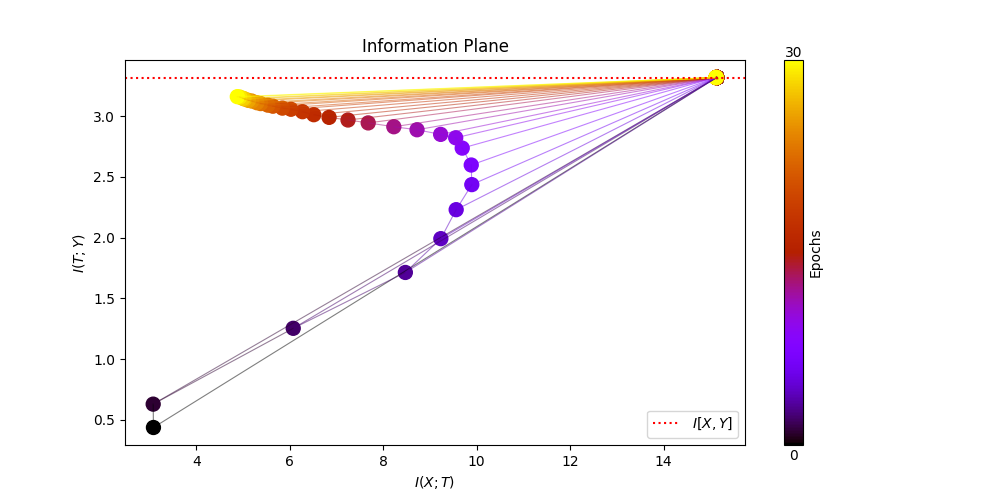 Information Plane
30
3.0
2.5
2.0
1.5
1.0
0.5
I(T;Y)
4 6 8 10 12 14
I(X;T)
I[X, Y]
Epochs
0